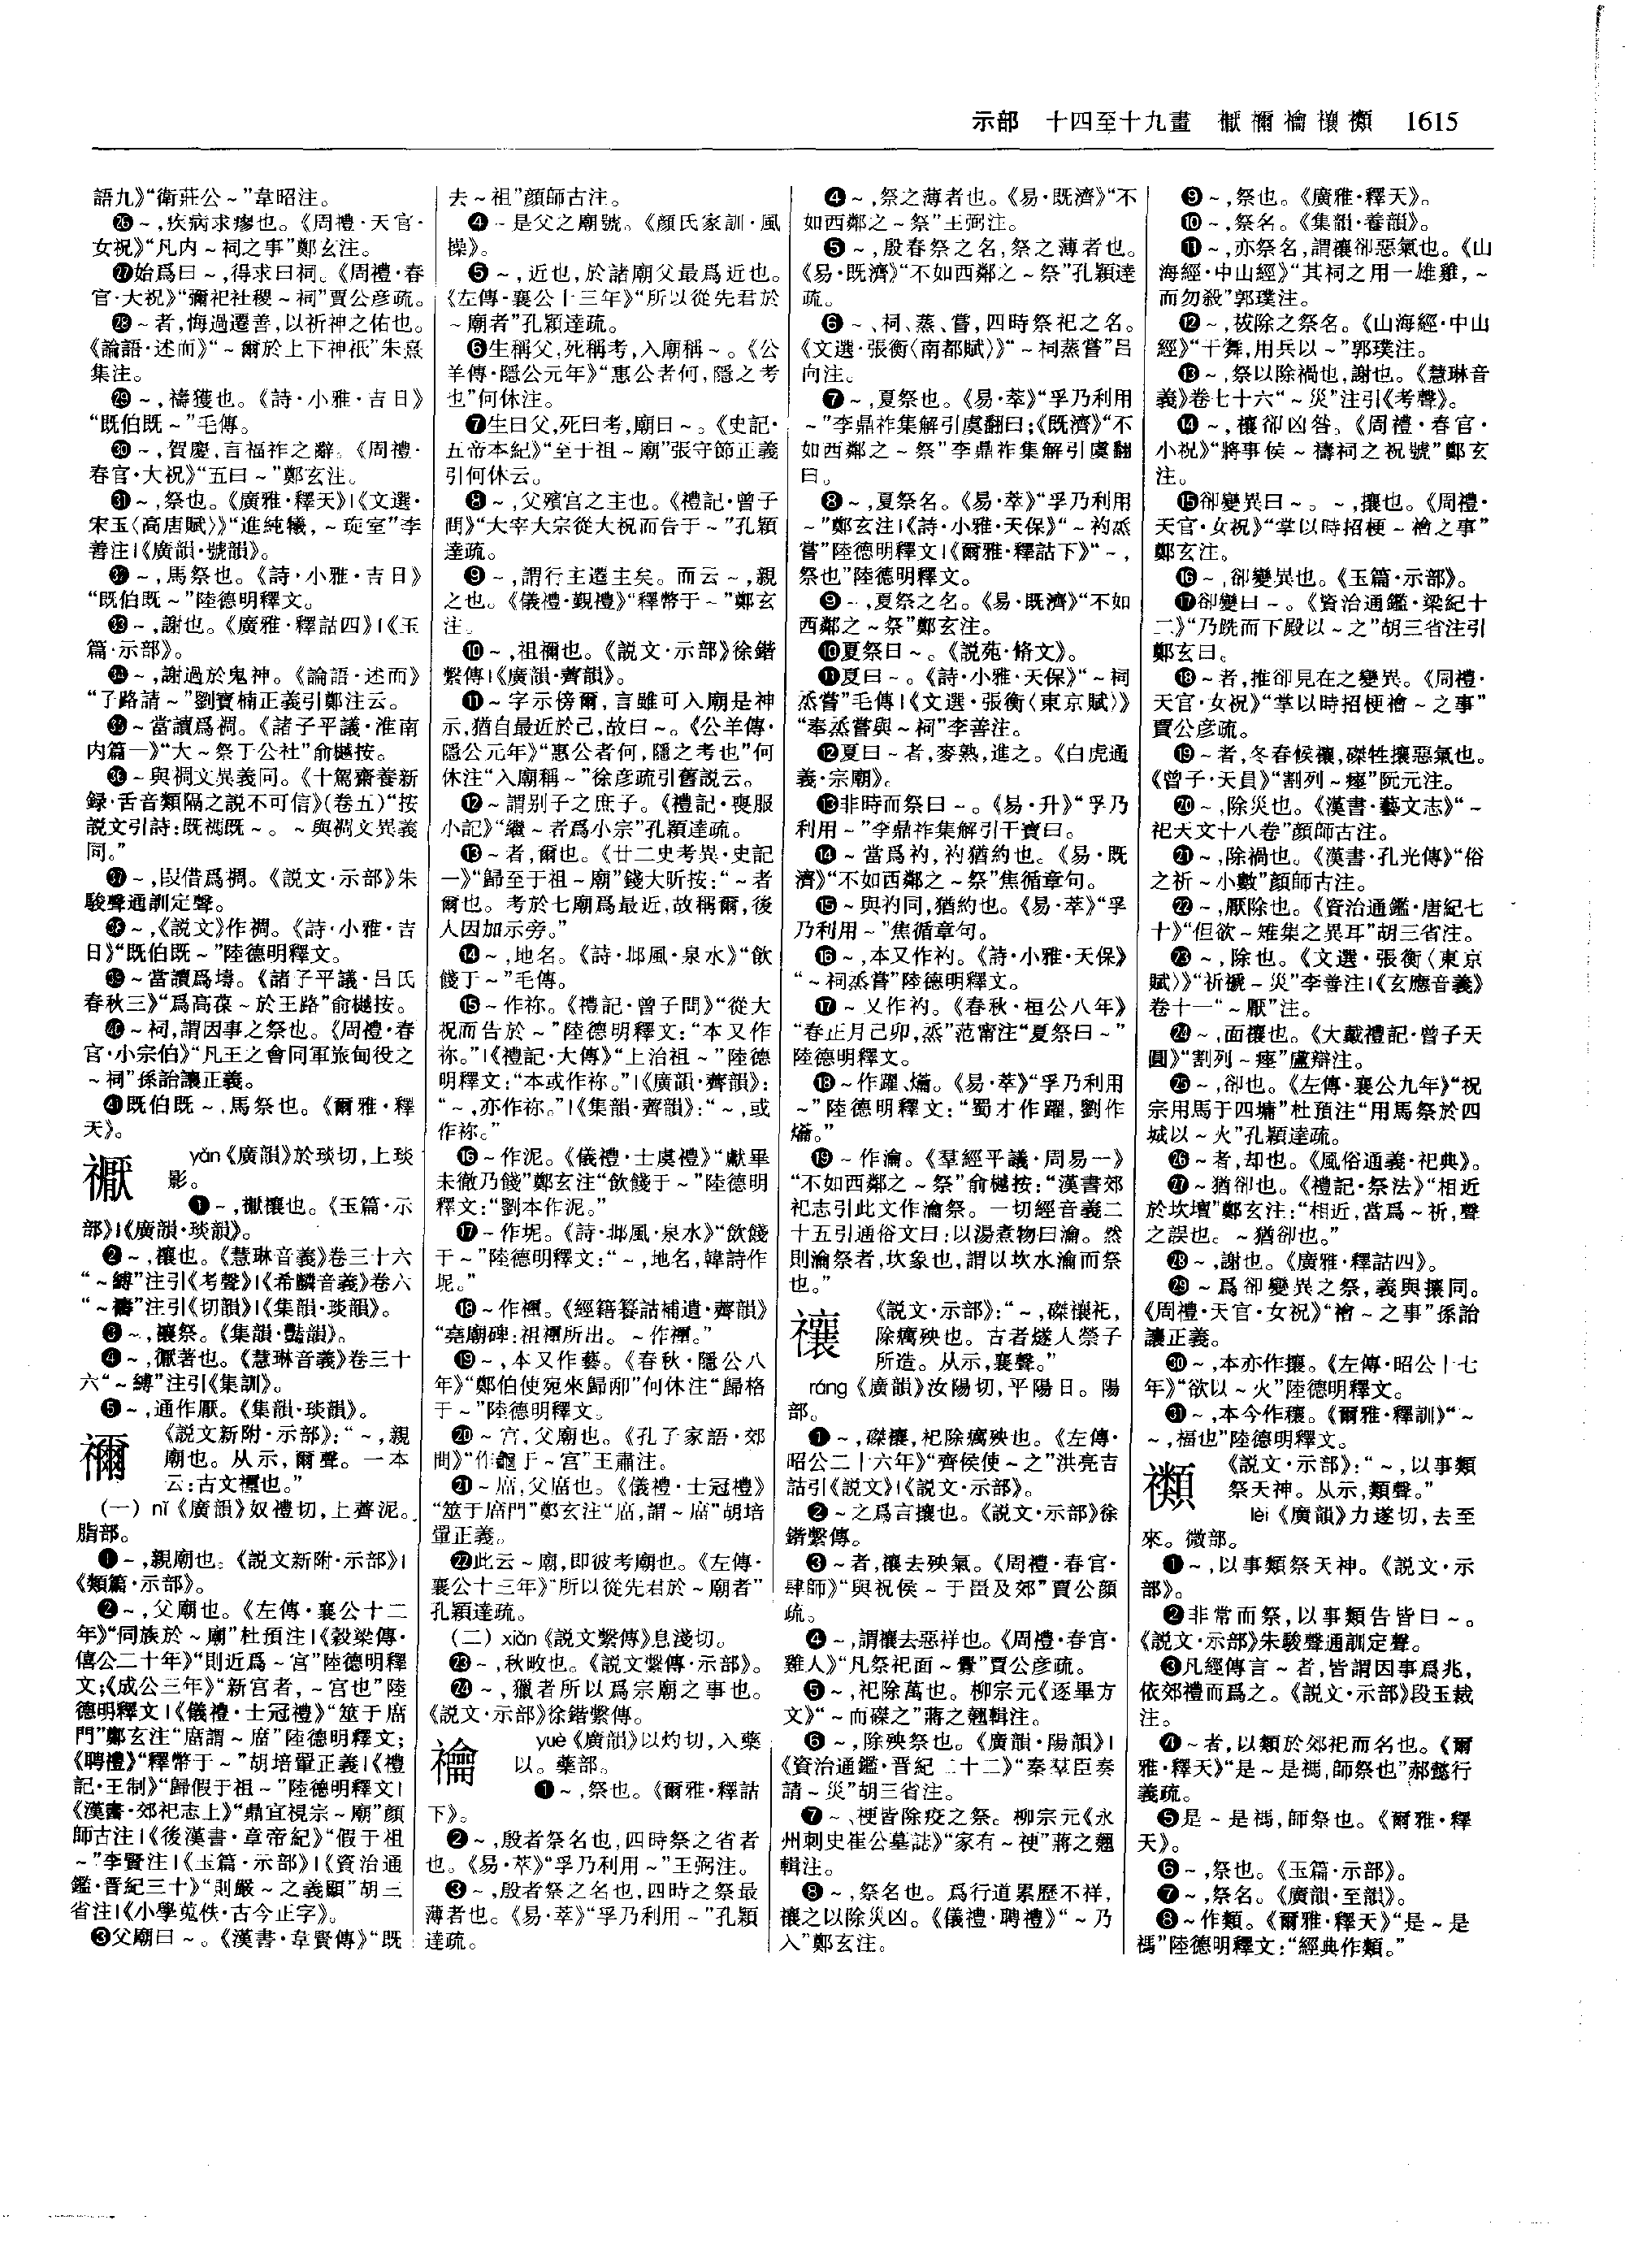 示部　十四至十九畫　禐禰禴禳禷　1615
語九》“衛莊公～”韋昭注。
㉖～,疾病求瘳也。《周禮·天官·
女祝》“凡内～祠之事”鄭玄注。
㉗始爲曰～,得求曰祠。《周禮·春
官·大祝》“彌祀社稷～祠”賈公彦疏。
㉘～者,悔過遷善,以祈神之佑也。
《論語·述而》“～爾於上下神祇”朱熹
集注。
㉙～,禱獲也。《詩·小雅·吉日》
“既伯既～”毛傳。
㉚～,賀慶,言福祚之辭。《周禮·
春官·大祝》“五曰～”鄭玄注。
㉛～,祭也。《廣雅·釋天》|《文選·
宋玉〈高唐賦〉》“進純犧,～琁室”李
善注|《廣韻·號韻》。
㉜～,馬祭也。《詩·小雅·吉日》
“既伯既～”陸德明釋文。
㉝～,謝也。《廣雅·釋詁四》|《玉
篇·示部》。
㉞～,謝過於鬼神。《論語·述而》
“子路請～”劉寶楠正義引鄭注云。
㉟～當讀爲禂。《諸子平議·淮南
内篇一》“大～祭于公社”俞樾按。
㊱～與禂文異義同。《十駕齋養新
録·舌音類隔之説不可信》(卷五)“按
説文引詩:既禡既～。～與禂文異義
同。”
㊲～,叚借爲禂。《説文·示部》朱
駿聲通訓定聲。
㊳～,《説文》作禂。《詩·小雅·吉
日》“既伯既～”陸德明釋文。
㊴～當讀爲壔。《諸子平議·吕氏
春秋三》“爲高葆～於王路”俞樾按。
㊵～祠,謂因事之祭也。《周禮·春
官·小宗伯》“凡王之會同軍旅甸役之
～祠”孫詒讓正義。
㊶既伯既～,馬祭也。《爾雅·釋
天》。
yǎn《廣韻》於琰切,上琰
影。
❶～,禳也。《玉篇·示
部》|《廣韻·琰韻》。
❷～,禳也。《慧琳音義》卷三十六
“～縛”注引《考聲》|《希麟音義》卷六
“～禱”注引《切韻》|《集韻·琰韻》。
❸～,禳祭。《集韻·豔韻》。
❹～,著也。《慧琳音義》卷三十
六“～縛”注引《集訓》。
❺～,通作厭。《集韻·琰韻》。
禰　《説文新附·示部》:“～,親
廟也。从示,爾聲。一本
云:古文禋也。”
(一) nǐ《廣韻》奴禮切,上薺泥。
脂部。
❶～,親廟也。《説文新附·示部》|
《類篇·示部》。
❷～,父廟也。《左傳·襄公十二
年》“同族於～廟”杜預注|《穀梁傳·
僖公二十年》“則近爲～宫”陸德明釋
文;《成公三年》“新宫者,～宫也”陸
德明釋文|《儀禮·士冠禮》“筮于庿
門”鄭玄注“庿謂～庿”陸德明釋文;
《聘禮》“釋幣于～”胡培翬正義|《禮
記·王制》“歸假于祖～”陸德明釋文|
《漢書·郊祀志上》“鼎宜視宗～廟”顔
師古注|《後漢書·章帝紀》“假于祖
～”李賢注|《玉篇·示部》|《資治通
鑑·晋紀三十》“則嚴～之義顯”胡三
省注|《小學蒐佚·古今正字》。
❸父廟曰～。《漢書·韋賢傳》“既
去～祖”顔師古注。
❹～是父之廟號。《顔氏家訓·風
操》。
❺～,近也,於諸廟父最爲近也。
《左傳·襄公十三年》“所以從先君於
～廟者”孔穎達疏。
❻生稱父,死稱考,入廟稱～。《公
羊傳·隱公元年》“惠公者何,隱之考
也”何休注。
❼生曰父,死曰考,廟曰～。《史記·
五帝本紀》“至于祖～廟”張守節正義
引何休云。
❽～,父殯宫之主也。《禮記·曾子
問》“大宰大宗從大祝而告于～”孔穎
達疏。
❾～,謂行主遷主矣。而云～,親
之也。《儀禮·覲禮》“釋幣于～”鄭玄
注。
❿～,祖禰也。《説文·示部》徐鍇
繫傳|《廣韻·薺韻》。
⓫～字示傍爾,言雖可入廟是神
示,猶自最近於己,故曰～。《公羊傳·
隱公元年》“惠公者何,隱之考也”何
休注“入廟稱～”徐彦疏引舊説云。
⓬～謂别子之庶子。《禮記·喪服
小記》“繼～者爲小宗”孔穎達疏。
⓭～者,爾也。《廿二史考異·史記
一》“歸至于祖～廟”錢大昕按:“～者
爾也。考於七廟爲最近,故稱爾,後
人因加示旁。”
⓮～,地名。《詩·邶風·泉水》“飲
餞于～”毛傳。
⓯～作祢。《禮記·曾子問》“從大
祝而告於～”陸德明釋文:“本又作
祢。”|《禮記·大傳》“上治祖～”陸德
明釋文:“本或作祢。”|《廣韻·薺韻》:
“～,亦作祢。”|《集韻·薺韻》:“～,或
作祢。”
⓰～作泥。《儀禮·士虞禮》“獻畢
未徹乃餞”鄭玄注“飲餞于～”陸德明
釋文:“劉本作泥。”
⓱～作坭。《詩·邶風·泉水》“飲餞
于～”陸德明釋文:“～,地名,韓詩作
坭。”
⓲～作禋。《經籍籑詁補遺·薺韻》
“堯廟碑:祖禋所出。～作禋。”
⓳～,本又作藝。《春秋·隱公八
年》“鄭伯使宛來歸邴”何休注“歸格
于～”陸德明釋文。
⓴～宫,父廟也。《孔子家語·郊
問》“作龜于～宫”王肅注。
㉑～庿,父庿也。《儀禮·士冠禮》
“筮于庿門”鄭玄注“庿,謂～庿”胡培
翬正義。
㉒此云～廟,即彼考廟也。《左傳·
襄公十三年》“所以從先君於～廟者”
孔穎達疏。
(二) xiǎn《説文繫傳》息淺切。
㉓～,秋畋也。《説文繫傳·示部》。
㉔～,獵者所以爲宗廟之事也。
《説文·示部》徐鍇繫傳。
禴　yuè《廣韻》以灼切,入藥
以。藥部。
❶～,祭也。《爾雅·釋詁
下》。
❷～,殷者祭名也,四時祭之省者
也。《易·萃》“孚乃利用～”王弼注。
❸～,殷者祭之名也,四時之祭最
薄者也。《易·萃》“孚乃利用～”孔穎
達疏。
❹～,祭之薄者也。《易·既濟》“不
如西鄰之～祭”王弼注。
❺～,殷春祭之名,祭之薄者也。
《易·既濟》“不如西鄰之～祭”孔穎達
疏。
❻～、祠、蒸、嘗,四時祭祀之名。
《文選·張衡〈南都賦〉》“～祠蒸嘗”吕
向注。
❼～,夏祭也。《易·萃》“孚乃利用
～”李鼎祚集解引虞翻曰;《既濟》“不
如西鄰之～祭”李鼎祚集解引虞翻
曰。
❽～,夏祭名。《易·萃》“孚乃利用
～”鄭玄注|《詩·小雅·天保》“～礿烝
嘗”陸德明釋文|《爾雅·釋詁下》“～,
祭也”陸德明釋文。
❾～,夏祭之名。《易·既濟》“不如
西鄰之～祭”鄭玄注。
❿夏祭曰～。《説苑·脩文》。
⓫夏曰～。《詩·小雅·天保》“～祠
烝嘗”毛傳|《文選·張衡〈東京賦〉》
“奉烝嘗與～祠”李善注。
⓬夏曰～者,麥熟,進之。《白虎通
義·宗廟》。
⓭非時而祭曰～。《易·升》“孚乃
利用～”李鼎祚集解引干寶曰。
⓮～當爲礿,礿猶約也。《易·既
濟》“不如西鄰之～祭”焦循章句。
⓯～與礿同,猶約也。《易·萃》“孚
乃利用～”焦循章句。
⓰～,本又作礿。《詩·小雅·天保》
“～祠烝嘗”陸德明釋文。
⓱～又作礿。《春秋·桓公八年》
“春正月己卯,烝”范甯注“夏祭曰～”
陸德明釋文。
⓲～作躍、爚。《易·萃》“孚乃利用
～”陸德明釋文:“蜀才作躍,劉作
爚。”
⓳～作瀹。《羣經平議·周易一》
“不如西鄰之～祭”俞樾按:“漢書郊
祀志引此文作瀹祭。一切經音義二
十五引通俗文曰:以湯煮物曰瀹。然
則瀹祭者,坎象也,謂以坎水瀹而祭
也。”
禳　《説文·示部》:“～,磔禳祀,
除癘殃也。古者燧人禜子
所造。从示,襄聲。”
ráng《廣韻》汝陽切,平陽日。陽
部。
❶～,磔禳,祀除癘殃也。《左傳·
昭公二十六年》“齊侯使～之”洪亮吉
詁引《説文》|《説文·示部》。
❷～之爲言攘也。《説文·示部》徐
鍇繫傳。
❸～者,禳去殃氣。《周禮·春官·
肆師》“與祝侯～于畺及郊”賈公顔
疏。
❹～,謂禳去惡祥也。《周禮·春官·
雞人》“凡祭祀面～釁”賈公彦疏。
❺～,祀除萬也。柳宗元《逐畢方
文》“～而磔之”蔣之翹輯注。
❻～,除殃祭也。《廣韻·陽韻》|
《資治通鑑·晋紀二十二》“秦羣臣奏
請～災”胡三省注。
❼～、祓皆除疫之祭。柳宗元《永
州刺史崔公墓誌》“家有～祓”蔣之翹
輯注。
❽～,祭名也。爲行道累歷不祥,
禳之以除災凶。《儀禮·聘禮》“～乃
入”鄭玄注。
❾～,祭也。《廣雅·釋天》。
❿～,祭名。《集韻·養韻》。
⓫～,亦祭名,謂禳卻惡氣也。《山
海經·中山經》“其祠之用一雄雞,～
而勿殺”郭璞注。
⓬～,祓除之祭名。《山海經·中山
經》“干舞,用兵以～”郭璞注。
⓭～,祭以除禍也,謝也。《慧琳音
義》卷七十六“～災”注引《考聲》。
⓮～,禳卻凶咎。《周禮·春官·
小祝》“將事侯～禱祠之祝號”鄭玄
注。
⓯卻變異曰～。～,攘也。《周禮·
天官·女祝》“掌以時招梗～禬之事”
鄭玄注。
⓰～,卻變異也。《玉篇·示部》。
⓱卻變曰～。《資治通鑑·梁紀十
二》“乃跣而下殿以～之”胡三省注引
鄭玄曰。
⓲～者,推卻見在之變異。《周禮·
天官·女祝》“掌以時招梗禬～之事”
賈公彦疏。
⓳～者,冬春候禳,磔牲攘惡氣也。
《曾子·天員》“割列～瘞”阮元注。
⓴～,除災也。《漢書·藝文志》“～
祀天文十八卷”顔師古注。
㉑～,除禍也。《漢書·孔光傳》“俗
之祈～小數”顔師古注。
㉒～,厭除也。《資治通鑑·唐紀七
十》“但欲～雉集之異耳”胡三省注。
㉓～,除也。《文選·張衡〈東京
賦〉》“祈禠～災”李善注|《玄應音義》
卷十一“～厭”注。
㉔～,面禳也。《大戴禮記·曾子天
圓》“割列～瘞”盧辯注。
㉕～,卻也。《左傳·襄公九年》“祝
宗用馬于四墉”杜預注“用馬祭於四
城以～火”孔穎達疏。
㉖～者,却也。《風俗通義·祀典》。
㉗～猶卻也。《禮記·祭法》“相近
於坎壇”鄭玄注:“相近,當爲～祈,聲
之誤也。～猶卻也。”
㉘～,謝也。《廣雅·釋詁四》。
㉙～爲卻變異之祭,義與攘同。
《周禮·天官·女祝》“禬～之事”孫詒
讓正義。
㉚～,本亦作攘。《左傳·昭公十七
年》“欲以～火”陸德明釋文。
㉛～,本今作穰。《爾雅·釋訓》“～
～,福也”陸德明釋文。
禷　《説文·示部》:“～,以事類
祭天神。从示,類聲。”
lèi《廣韻》力遂切,去至
來。微部。
❶～,以事類祭天神。《説文·示
部》。
❷非常而祭,以事類告皆曰～。
《説文·示部》朱駿聲通訓定聲。
❸凡經傳言～者,皆謂因事爲兆,
依郊禮而爲之。《説文·示部》段玉裁
注。
❹～者,以類於郊祀而名也。《爾
雅·釋天》“是～是禡,師祭也”郝懿行
義疏。
❺是～是禡,師祭也。《爾雅·釋
天》。
❻～,祭也。《玉篇·示部》。
❼～,祭名。《廣韻·至韻》。
❽～作類。《爾雅·釋天》“是～是
禡”陸德明釋文:“經典作類。”